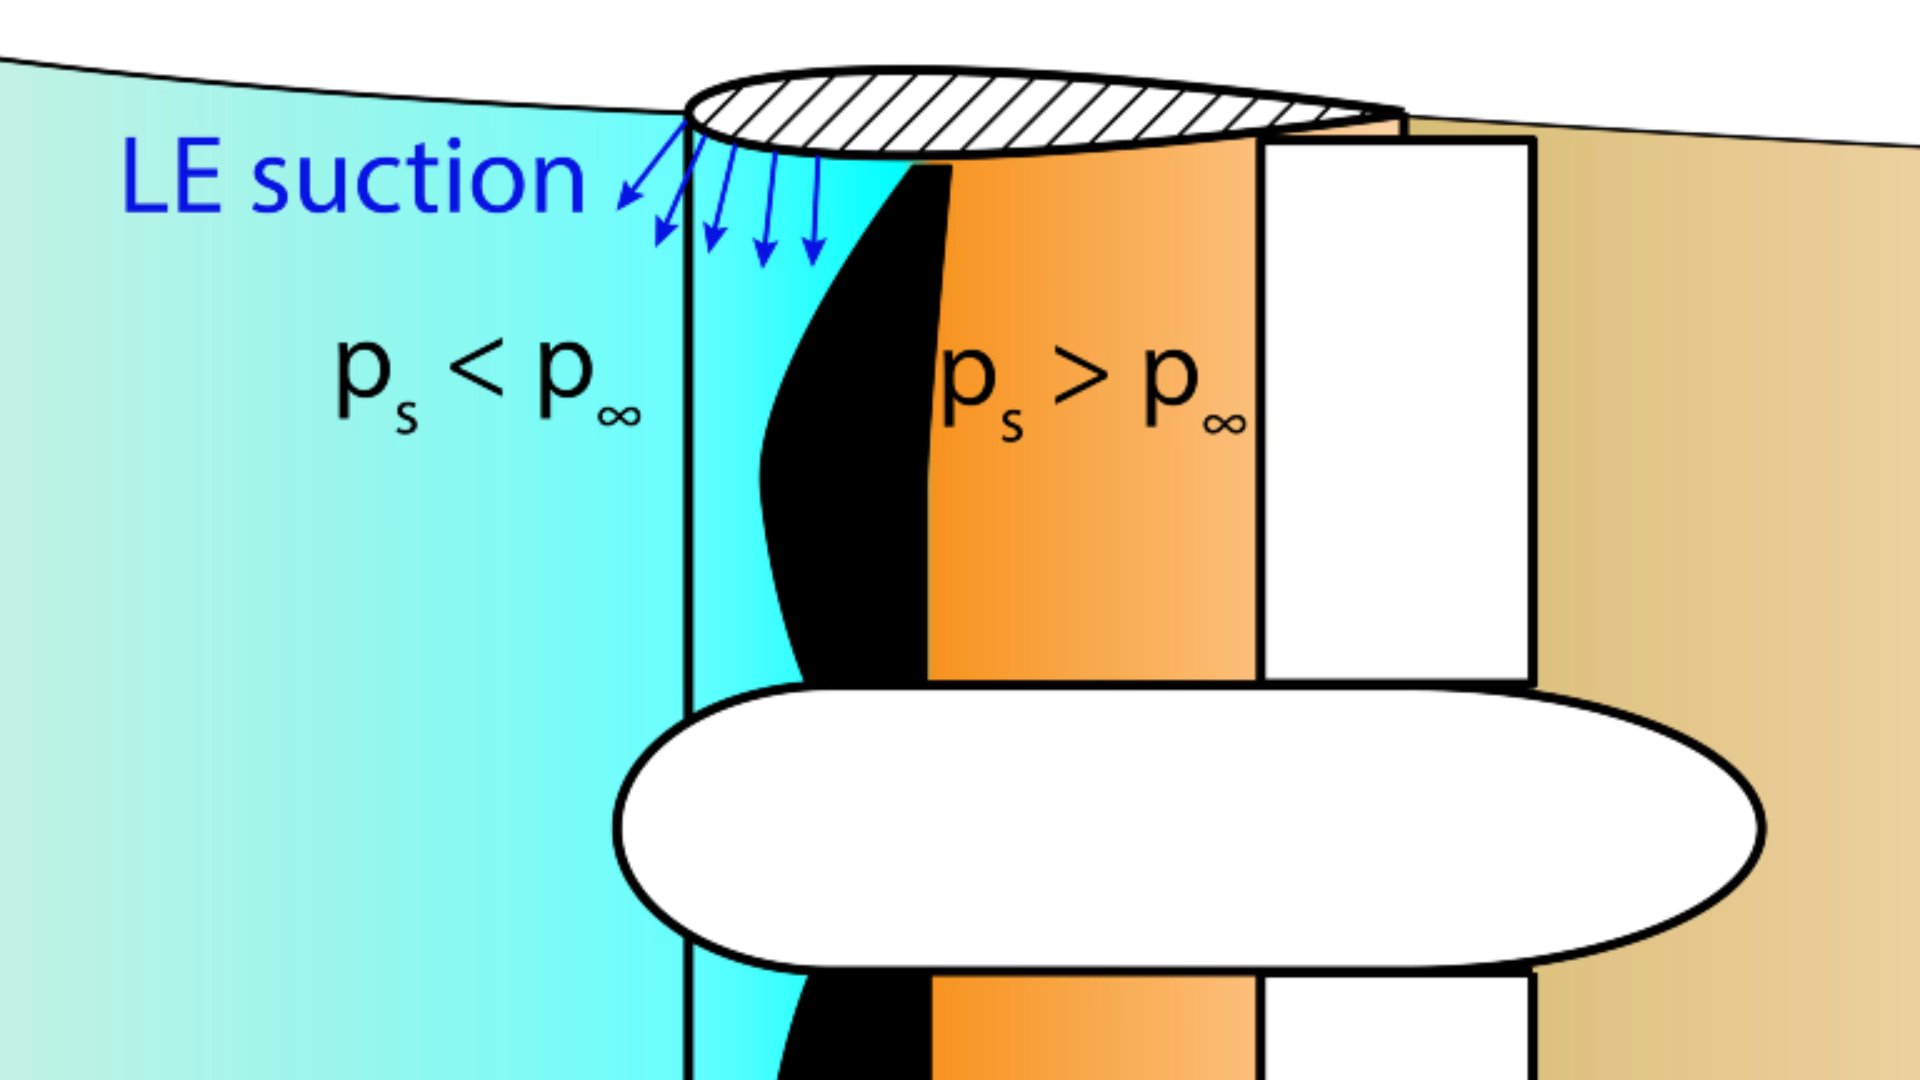 LE suction
pₛ < p∞
pₛ > p∞